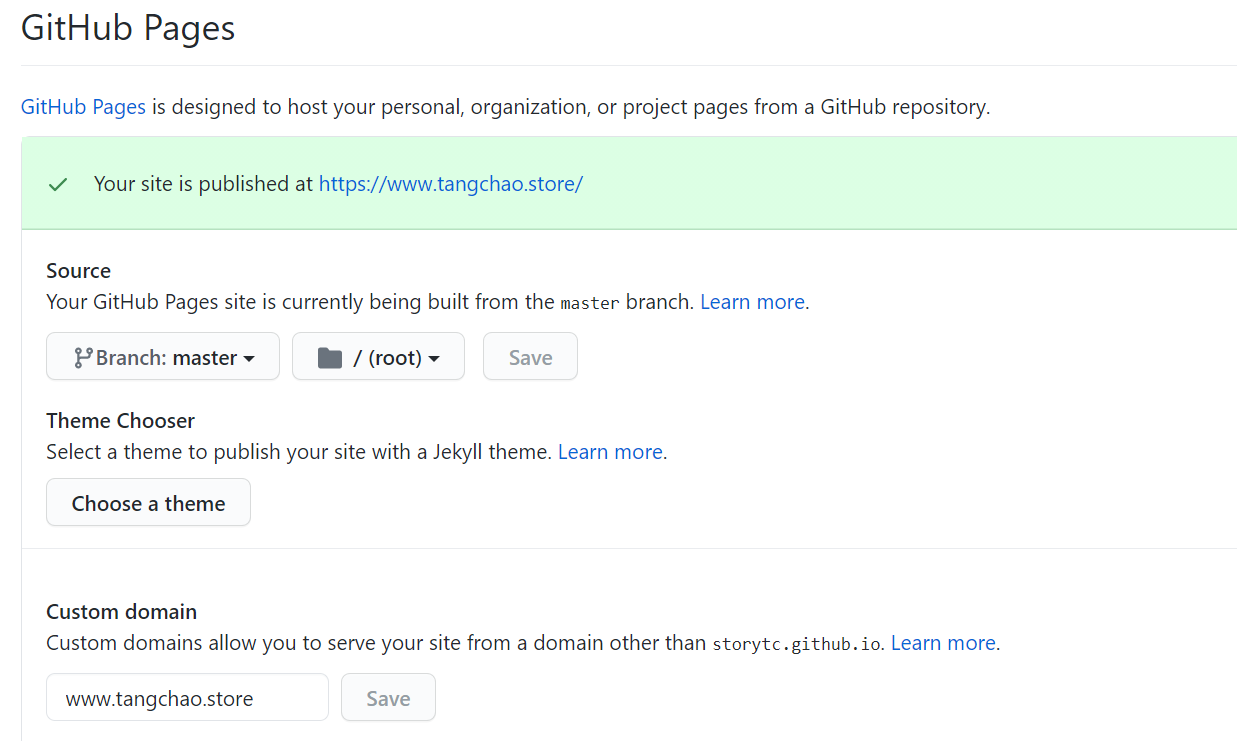 GitHub Pages
GitHub Pages is designed to host your personal, organization, or project pages from a GitHub repository.
Your site is published at https://www.tangchao.store/
Source
Your GitHub Pages site is currently being built from the master branch. Learn more.
Branch: master / (root) Save
Theme Chooser
Select a theme to publish your site with a Jekyll theme. Learn more.
Choose a theme
Custom domain
Custom domains allow you to serve your site from a domain other than storytc.github.io. Learn more.
www.tangchao.store Save